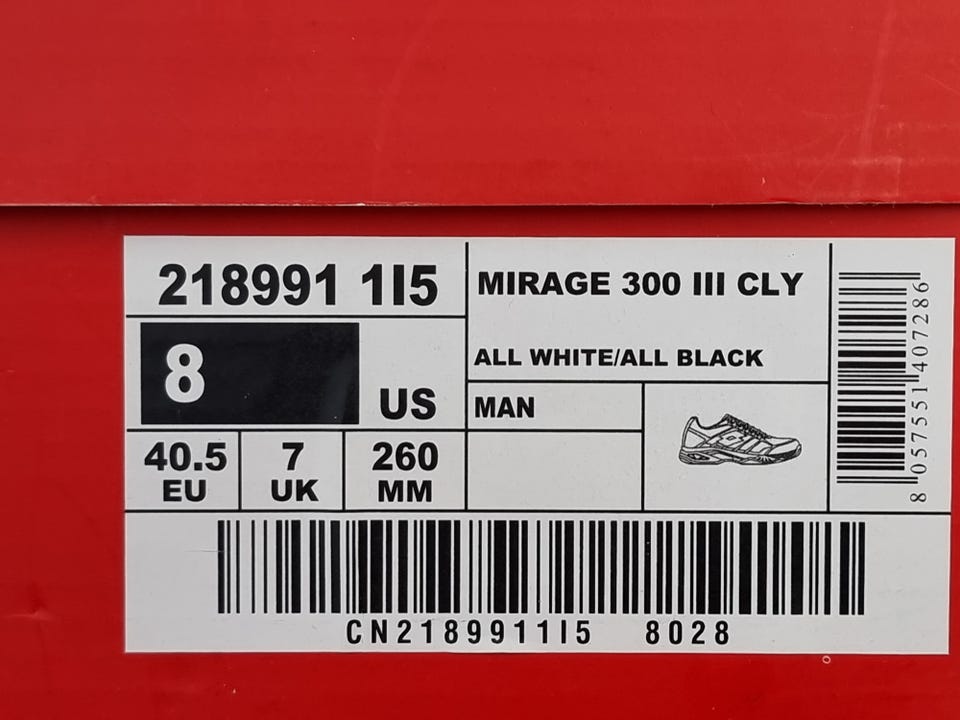 218991 1I5
MIRAGE 300 III CLY
ALL WHITE/ALL BLACK
8
US
MAN
40.5
EU
7
UK
260
MM
8 057551 407286
CN2189911I5 8028